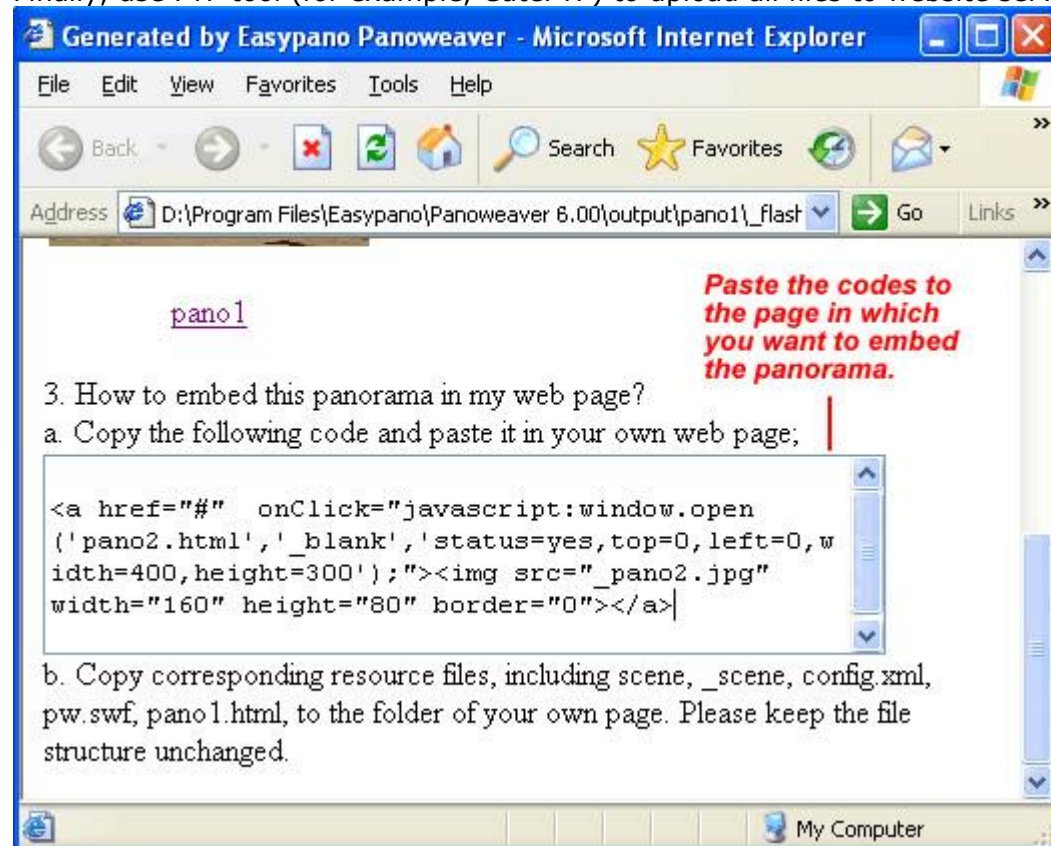 Generated by Easypano Panoweaver - Microsoft Internet Explorer
File Edit View Favorites Tools Help
Back Search Favorites
Address D:\Program Files\Easypano\Panoweaver 6.00\output\pano1\_flash Go Links
Paste the codes to
the page in which
you want to embed
the panorama.
pano1
3. How to embed this panorama in my web page?
a. Copy the following code and paste it in your own web page;
<a href="#"  onClick="javascript:window.open
('pano2.html','_blank','status=yes,top=0,left=0,w
idth=400,height=300');"><img src="_pano2.jpg"
width="160" height="80" border="0"></a>
b. Copy corresponding resource files, including scene, _scene, config.xml,
pw.swf, pano1.html, to the folder of your own page. Please keep the file
structure unchanged.
My Computer